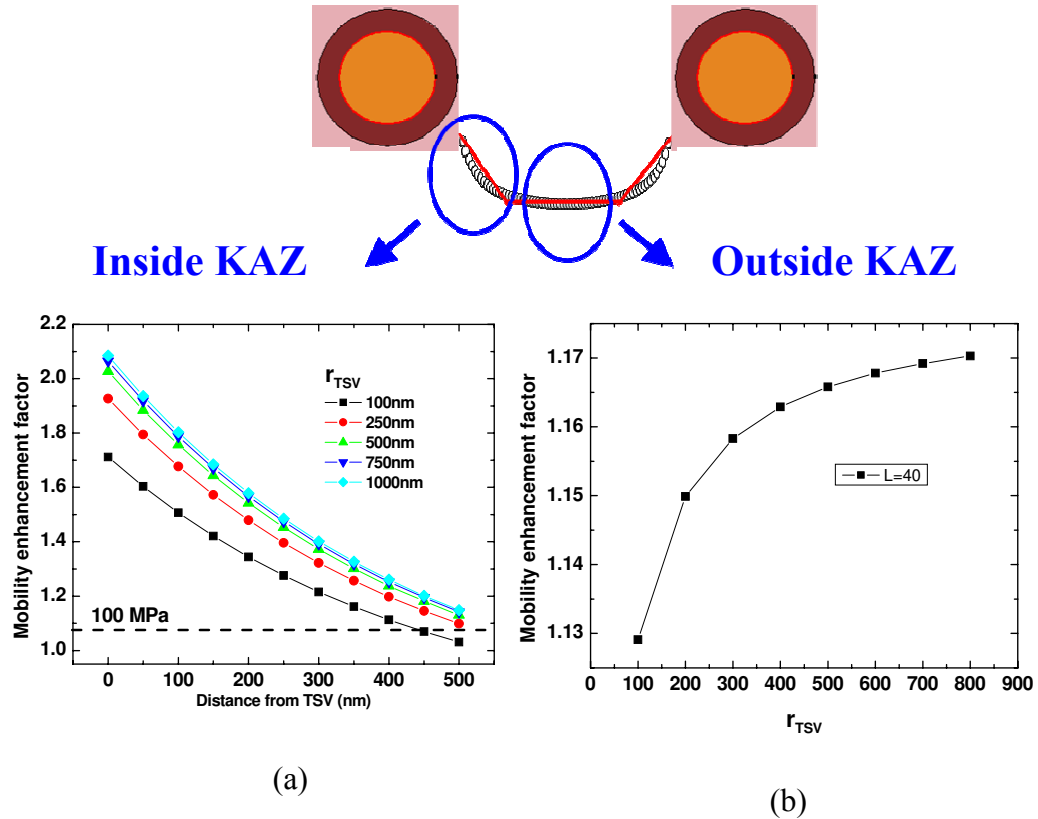 Inside KAZ
Outside KAZ
Mobility enhancement factor
2.2
2.0
1.8
1.6
1.4
1.2
1.0
r_TSV
100nm
250nm
500nm
750nm
1000nm
100 MPa
0 100 200 300 400 500
Distance from TSV (nm)
(a)
Mobility enhancement factor
1.17
1.16
1.15
1.14
1.13
L=40
0 100 200 300 400 500 600 700 800 900
r_TSV
(b)